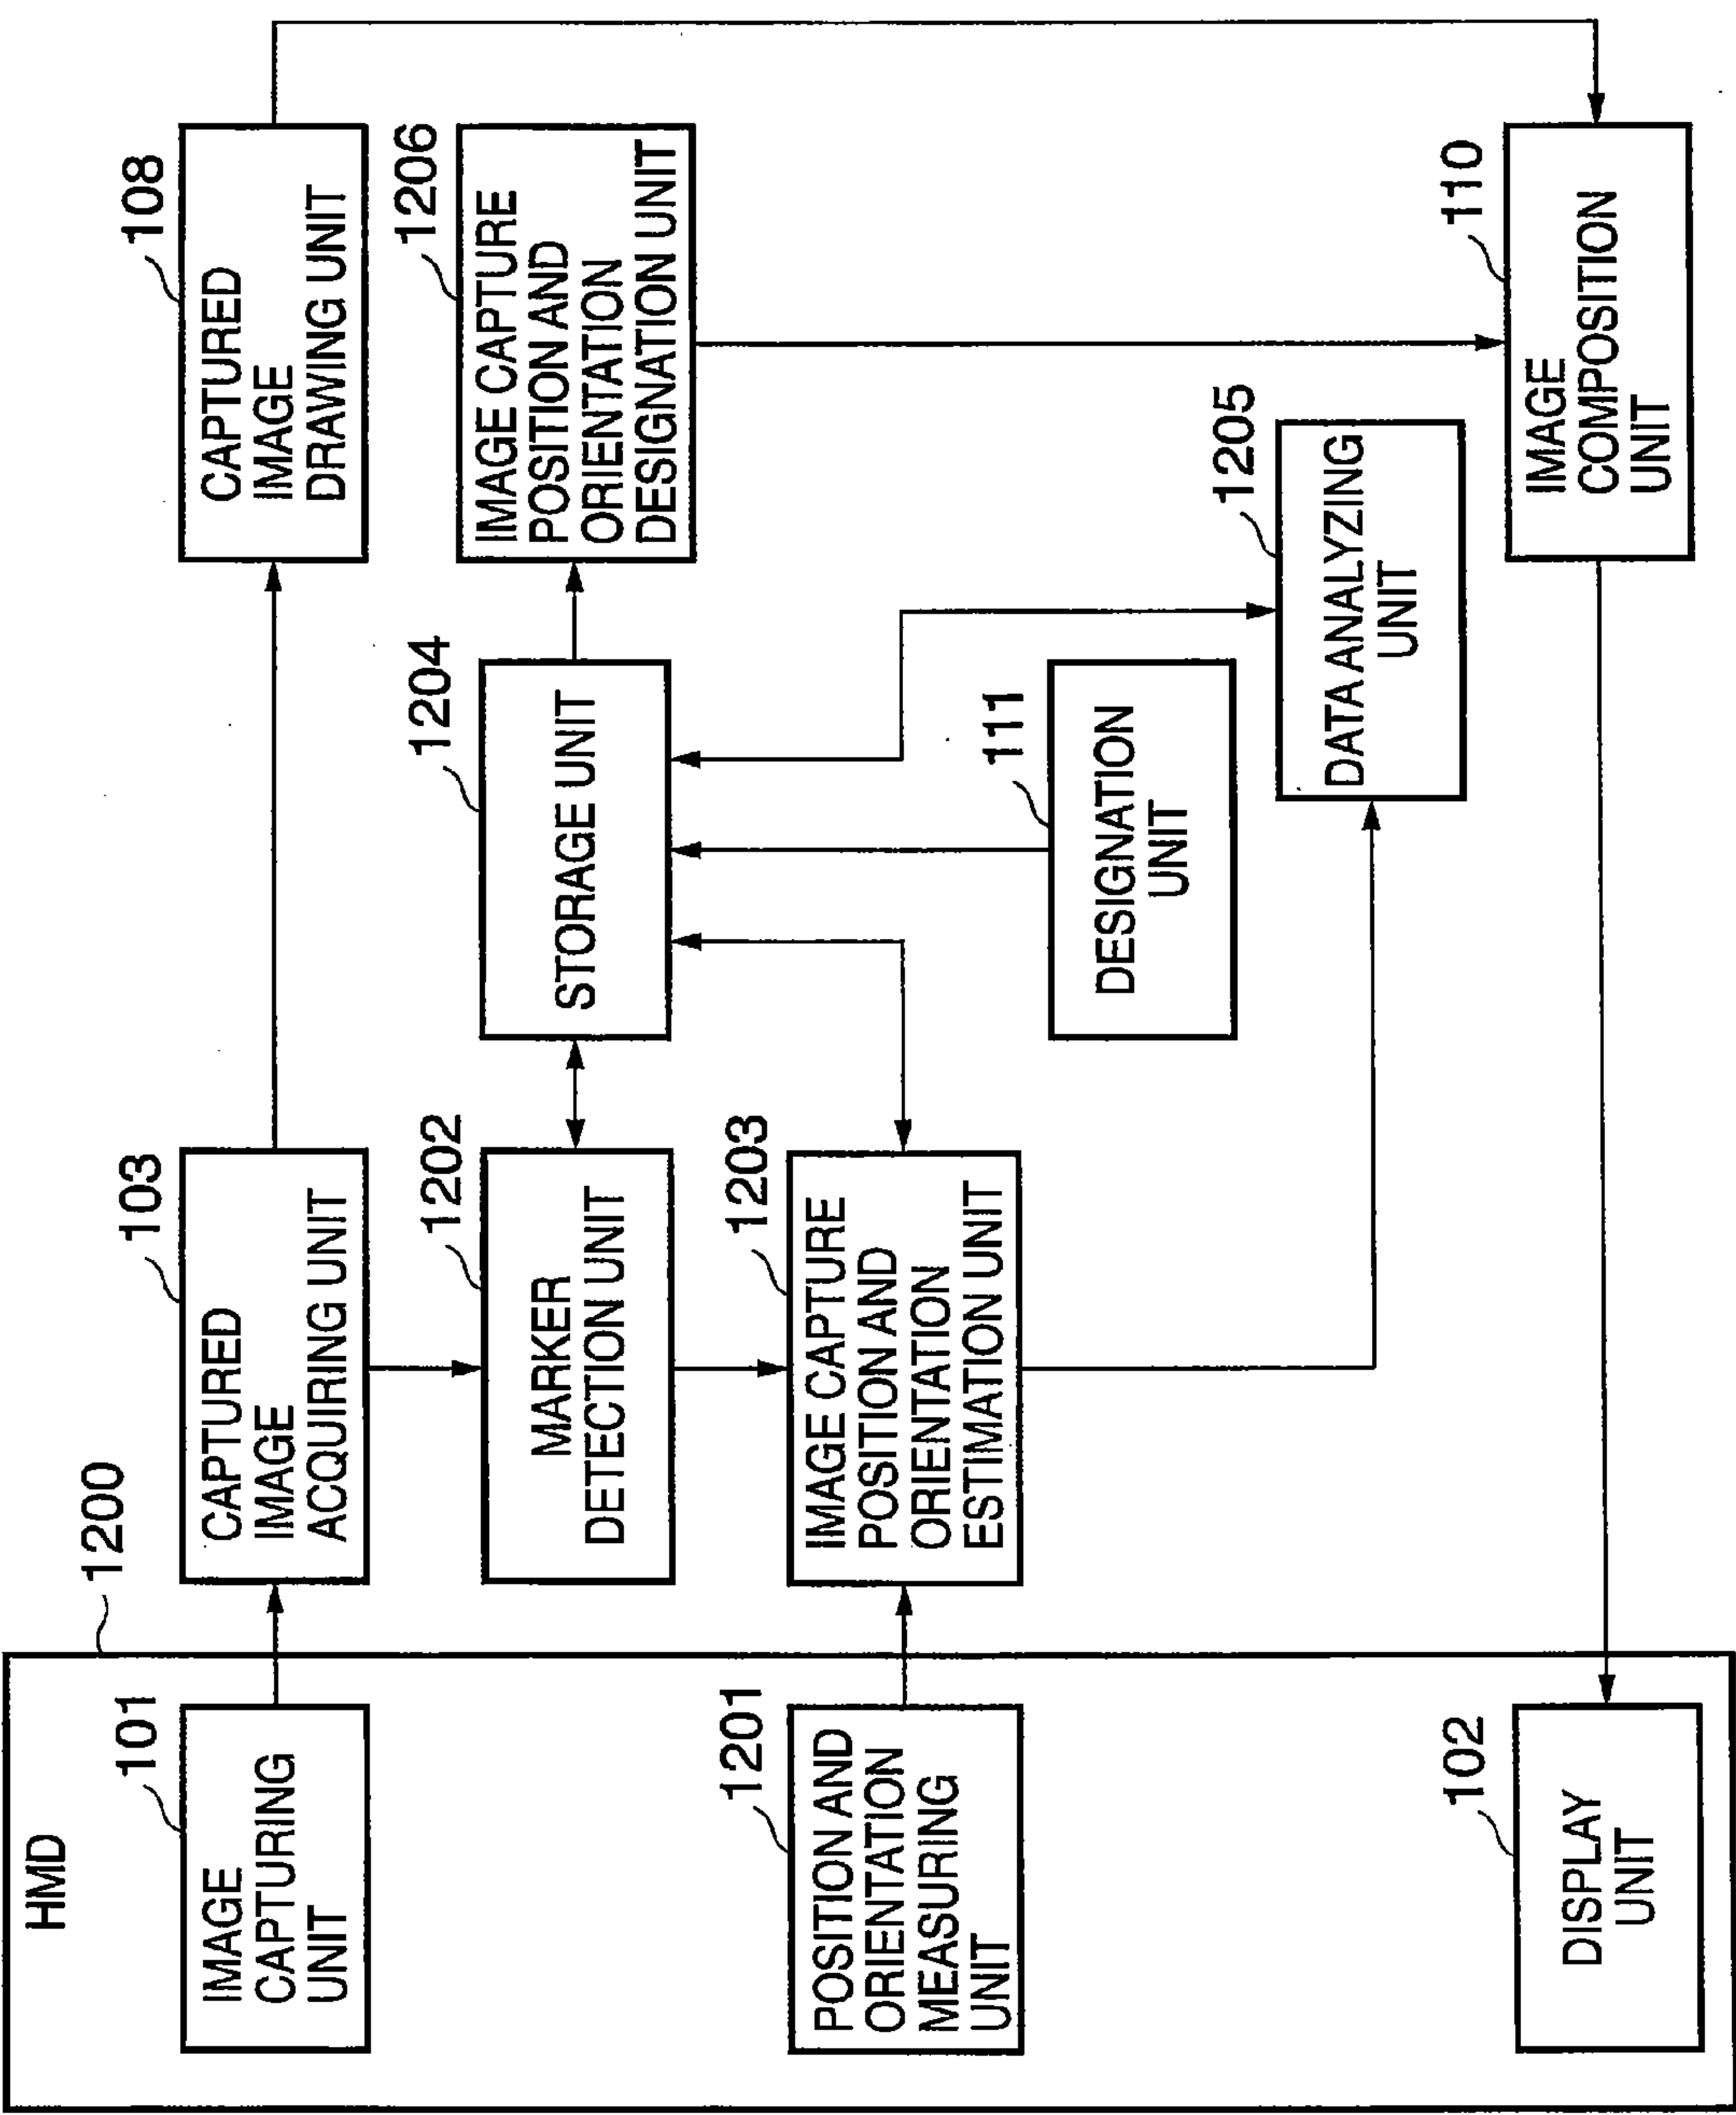 HMD
1200
101
IMAGE
CAPTURING
UNIT
103
CAPTURED
IMAGE
ACQUIRING UNIT
108
CAPTURED
IMAGE
DRAWING UNIT
1202
MARKER
DETECTION UNIT
1204
STORAGE UNIT
1206
IMAGE CAPTURE
POSITION AND
ORIENTATION
DESIGNATION UNIT
1201
POSITION AND
ORIENTATION
MEASURING
UNIT
1203
IMAGE CAPTURE
POSITION AND
ORIENTATION
ESTIMATION UNIT
111
DESIGNATION
UNIT
1205
DATA ANALYZING
UNIT
102
DISPLAY
UNIT
110
IMAGE
COMPOSITION
UNIT